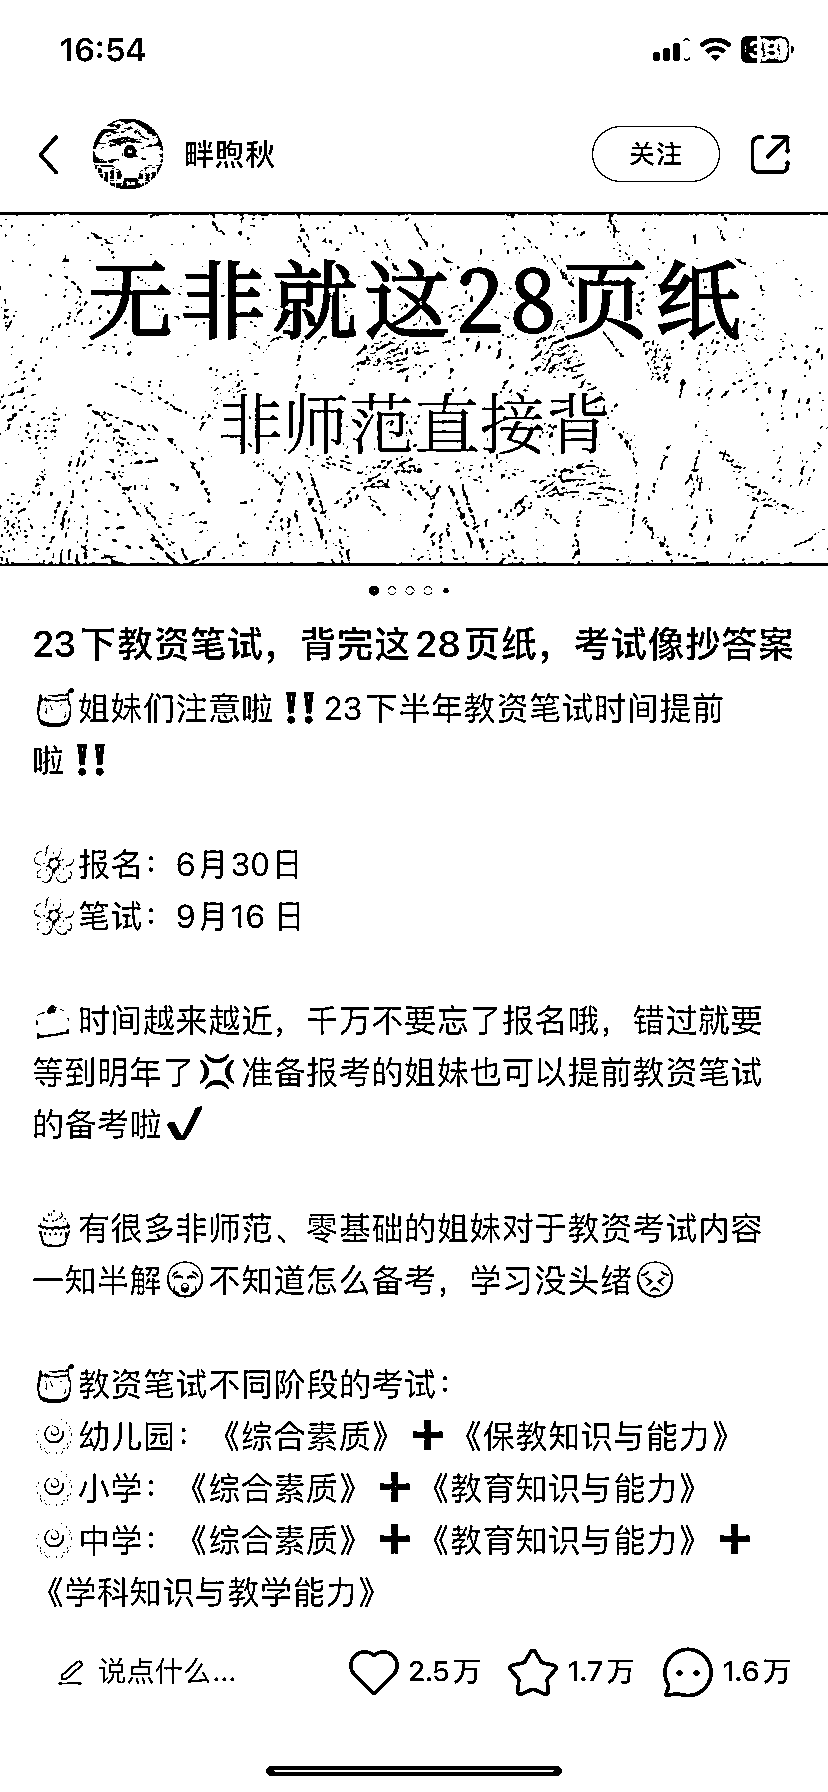 16:54
畔煦秋
关注
无非就这28页纸
非师范直接背
23下教资笔试，背完这28页纸，考试像抄答案
姐妹们注意啦‼️23下半年教资笔试时间提前
啦‼️
🌸报名：6月30日
🌸笔试：9月16 日
时间越来越近，千万不要忘了报名哦，错过就要
等到明年了💢准备报考的姐妹也可以提前教资笔试
的备考啦✔️
🧁有很多非师范、零基础的姐妹对于教资考试内容
一知半解😭不知道怎么备考，学习没头绪😣
教资笔试不同阶段的考试：
幼儿园：《综合素质》➕《保教知识与能力》
小学：《综合素质》➕《教育知识与能力》
中学：《综合素质》➕《教育知识与能力》➕
《学科知识与教学能力》
说点什么...
2.5万
1.7万
1.6万